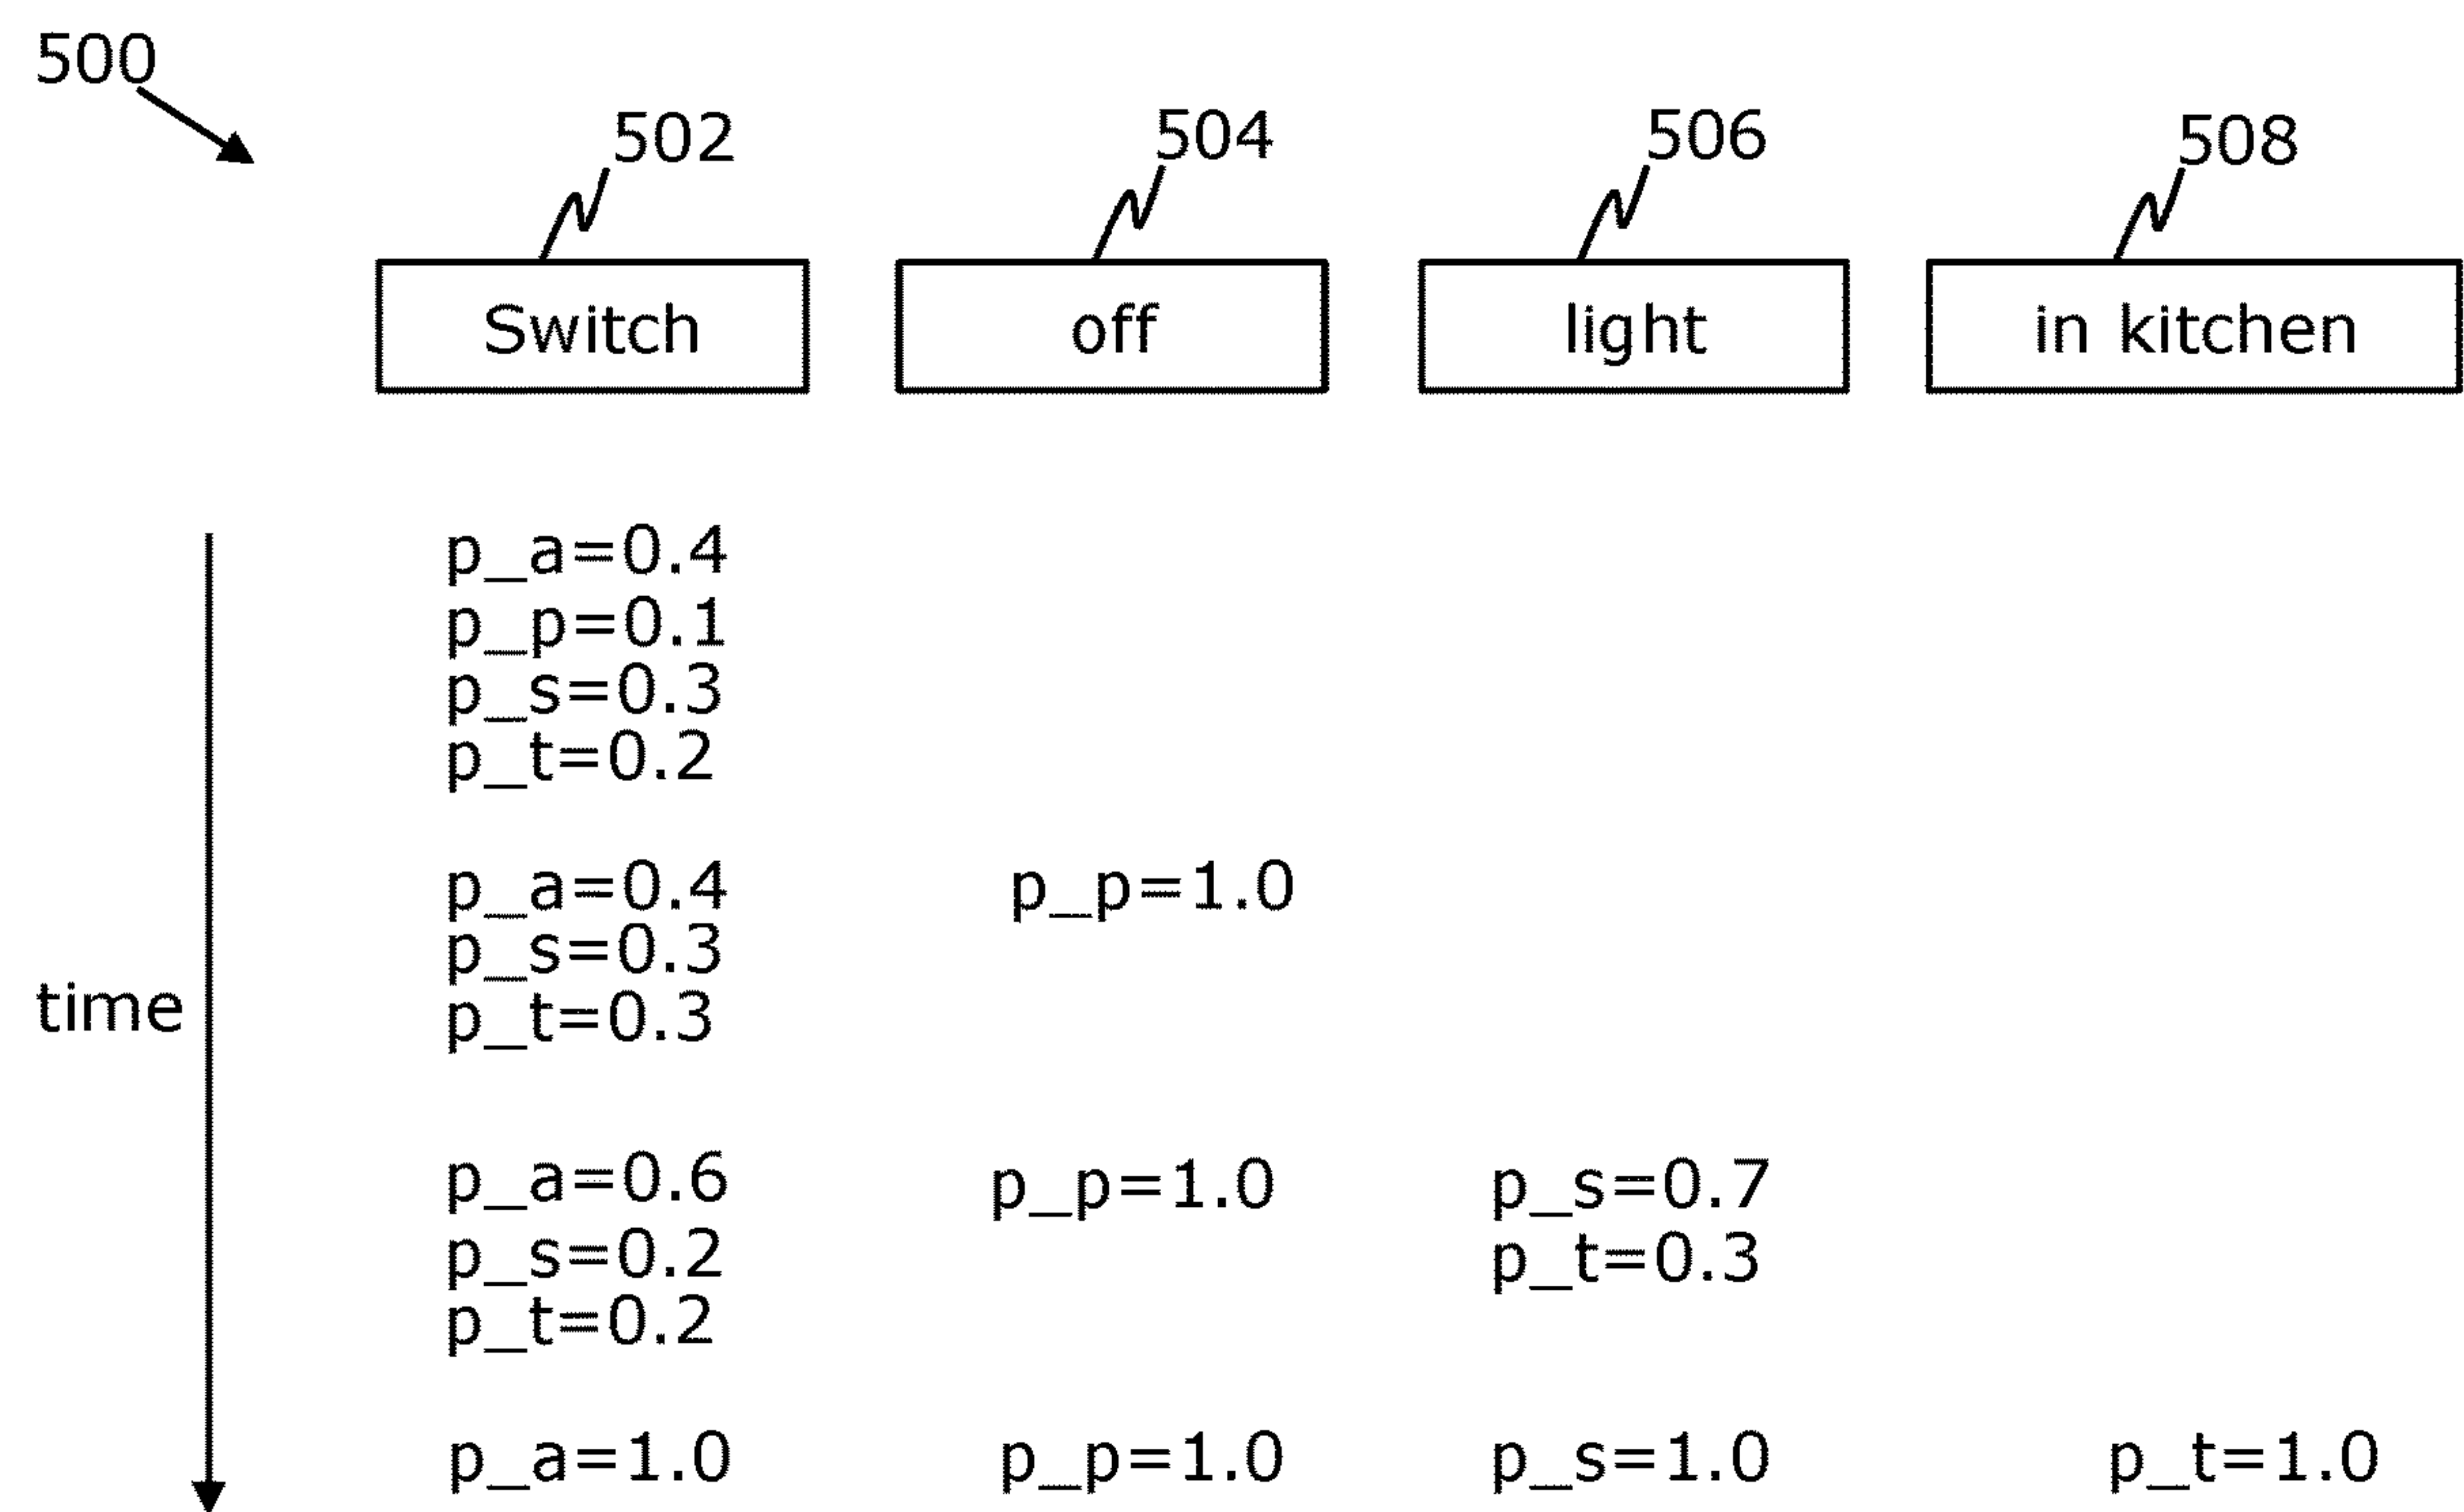 500
502 504 506 508
Switch off light in kitchen
p_a=0.4
p_p=0.1
p_s=0.3
p_t=0.2
p_a=0.4 p_p=1.0
p_s=0.3
time p_t=0.3
p_a=0.6 p_p=1.0 p_s=0.7
p_s=0.2 p_t=0.3
p_t=0.2
p_a=1.0 p_p=1.0 p_s=1.0 p_t=1.0